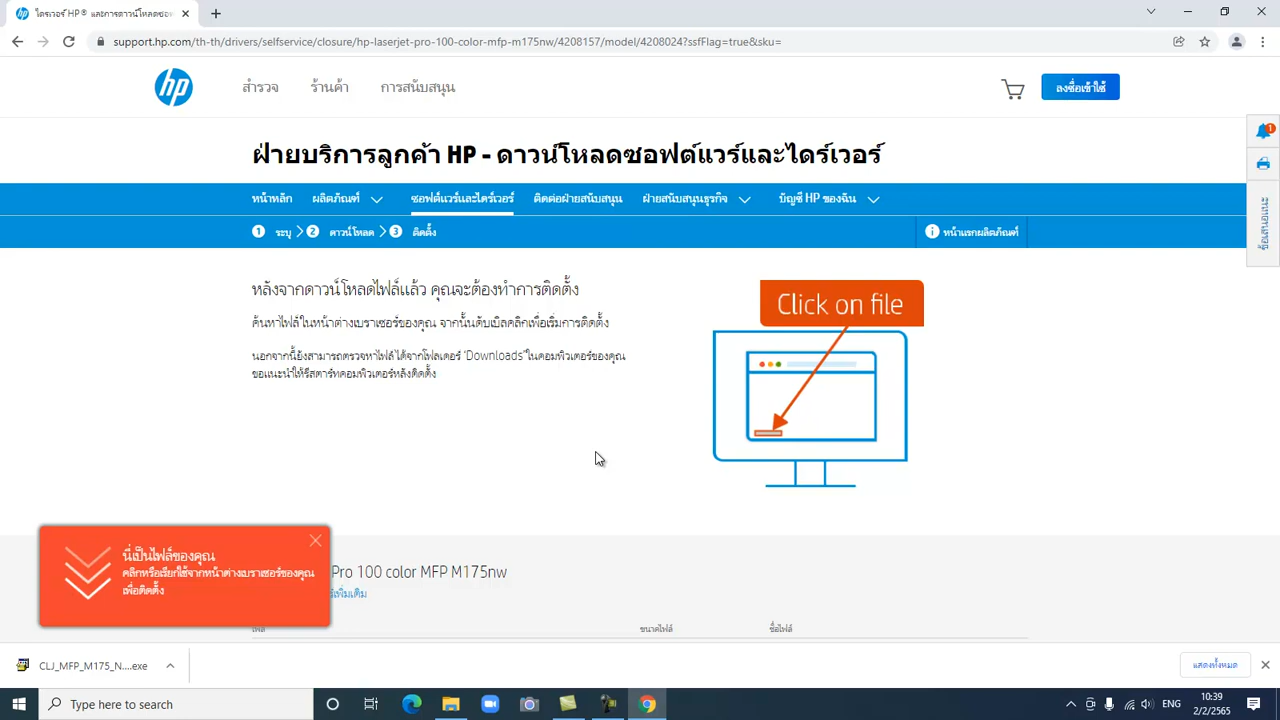 ไดรเวอร์ HP® และการดาวน์โหลดซอฟ
support.hp.com/th-th/drivers/selfservice/closure/hp-laserjet-pro-100-color-mfp-m175nw/4208157/model/4208024?ssfFlag=true&sku=
hp
สำรวจ
ร้านค้า
การสนับสนุน
ลงชื่อเข้าใช้
1
ฝ่ายบริการลูกค้า HP - ดาวน์โหลดซอฟต์แวร์และไดร์เวอร์
หน้าหลัก
ผลิตภัณฑ์
ซอฟต์แวร์และไดร์เวอร์
ติดต่อฝ่ายสนับสนุน
ฝ่ายสนับสนุนธุรกิจ
บัญชี HP ของฉัน
ข้อเสนอแนะ
1 ระบุ
2 ดาวน์โหลด
3 ติดตั้ง
หน้าแรกผลิตภัณฑ์
หลังจากดาวน์โหลดไฟล์แล้ว คุณจะต้องทำการติดตั้ง
ค้นหาไฟล์ในหน้าต่างเบราเซอร์ของคุณ จากนั้นดับเบิลคลิกเพื่อเริ่มการติดตั้ง
นอกจากนี้ยังสามารถตรวจหาไฟล์ได้จากโฟลเดอร์ 'Downloads' ในคอมพิวเตอร์ของคุณ
ขอแนะนำให้รีสตาร์ทคอมพิวเตอร์หลังติดตั้ง
Click on file
นี่เป็นไฟล์ของคุณ
คลิกหรือเรียกใช้จากหน้าต่างเบราเซอร์ของคุณ
เพื่อติดตั้ง
Pro 100 color MFP M175nw
เพิ่มเติม
ไฟล์
ขนาดไฟล์
ชื่อไฟล์
CLJ_MFP_M175_N....exe
แสดงทั้งหมด
Type here to search
ENG
10:39
2/2/2565